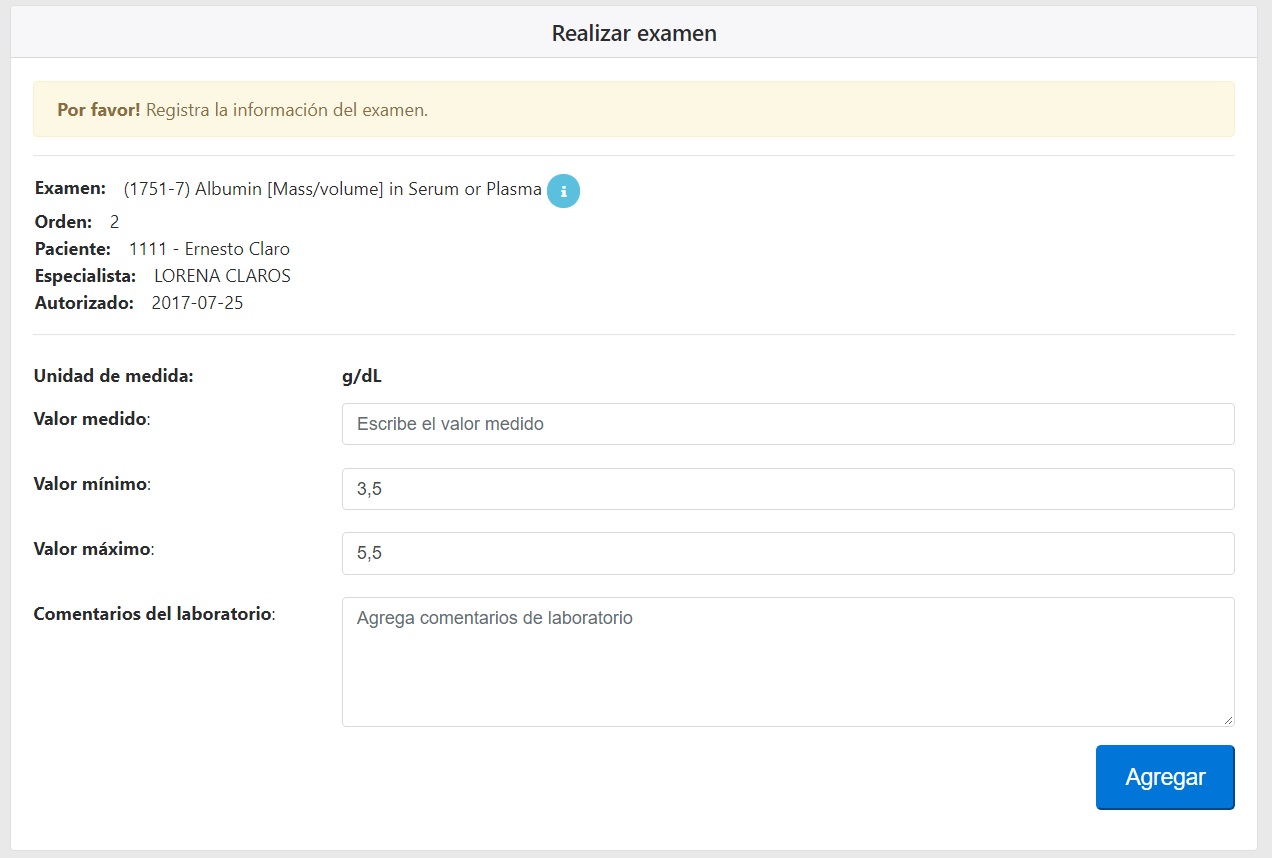 Realizar examen
Por favor! Registra la información del examen.
Examen: (1751-7) Albumin [Mass/volume] in Serum or Plasma i
Orden: 2
Paciente: 1111 - Ernesto Claro
Especialista: LORENA CLAROS
Autorizado: 2017-07-25
Unidad de medida: g/dL
Valor medido: Escribe el valor medido
Valor mínimo: 3,5
Valor máximo: 5,5
Comentarios del laboratorio: Agrega comentarios de laboratorio
Agregar